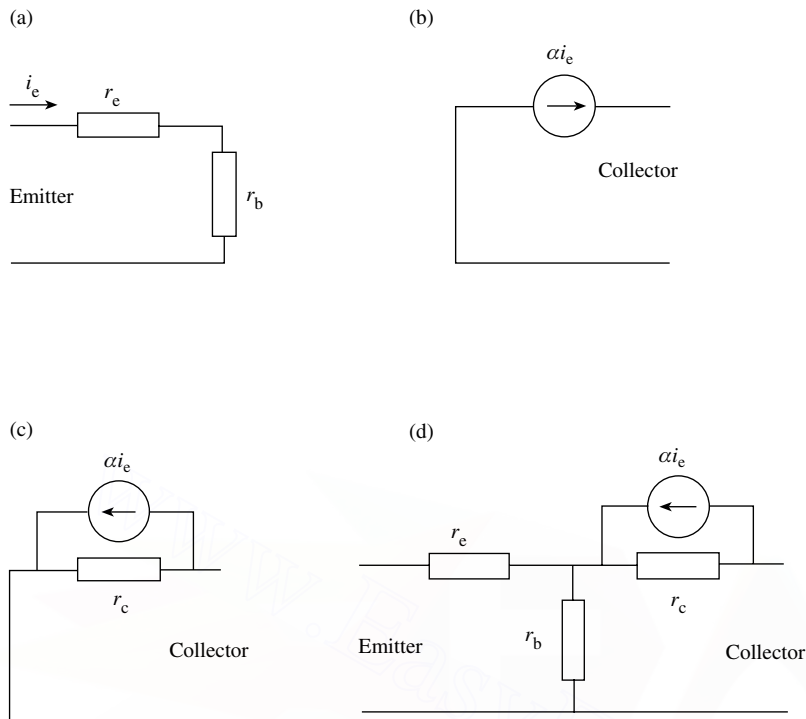 (a)
i_e
r_e
Emitter
r_b
(b)
αi_e
Collector
(c)
αi_e
r_c
Collector
(d)
αi_e
r_e
r_c
r_b
Emitter
Collector